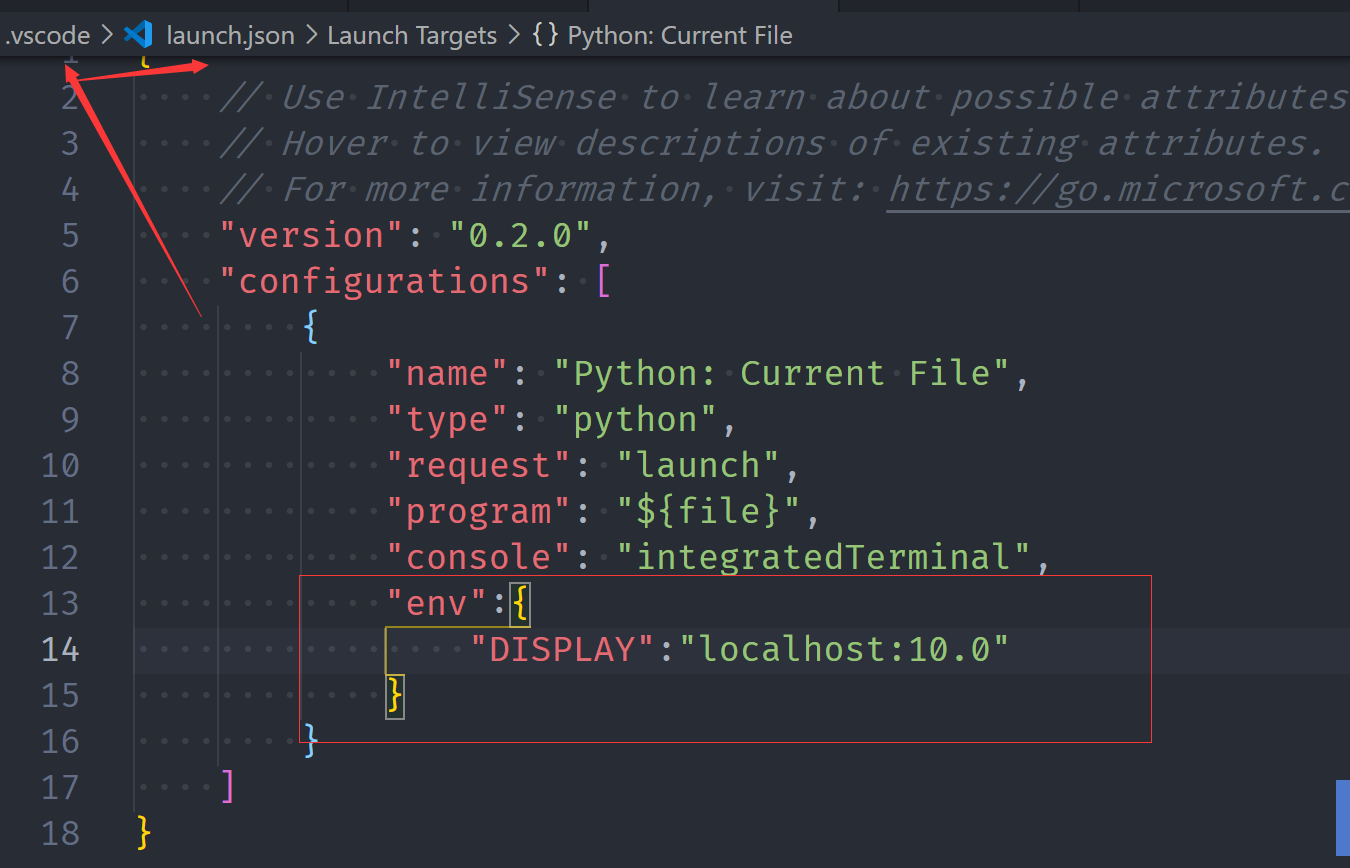 .vscode > launch.json > Launch Targets > {} Python: Current File
1 {
2 // Use IntelliSense to learn about possible attributes
3 // Hover to view descriptions of existing attributes.
4 // For more information, visit: https://go.microsoft.c
5 "version": "0.2.0",
6 "configurations": [
7 {
8 "name": "Python: Current File",
9 "type": "python",
10 "request": "launch",
11 "program": "${file}",
12 "console": "integratedTerminal",
13 "env":{
14 "DISPLAY":"localhost:10.0"
15 }
16 }
17 ]
18 }